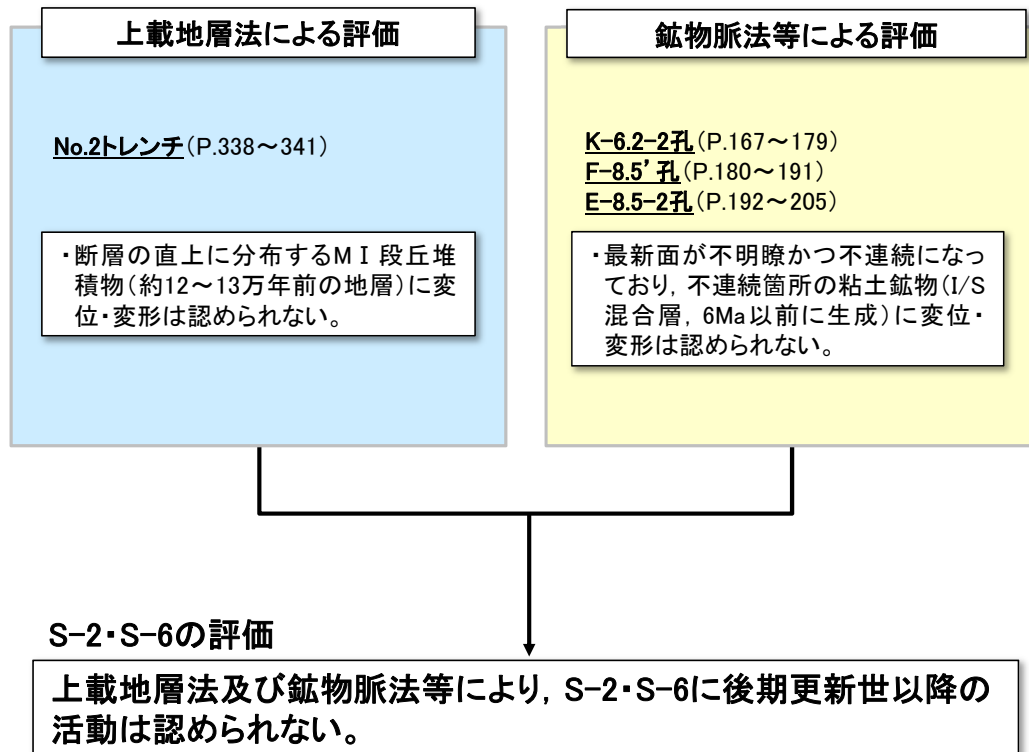 上載地層法による評価
No.2トレンチ(P.338～341)
・断層の直上に分布するMⅠ段丘堆
積物(約12～13万年前の地層)に変
位・変形は認められない。
鉱物脈法等による評価
K-6.2-2孔(P.167～179)
F-8.5’孔(P.180～191)
E-8.5-2孔(P.192～205)
・最新面が不明瞭かつ不連続になっ
ており，不連続箇所の粘土鉱物(I/S
混合層，6Ma以前に生成)に変位・
変形は認められない。
S-2・S-6の評価
上載地層法及び鉱物脈法等により，S-2・S-6に後期更新世以降の
活動は認められない。